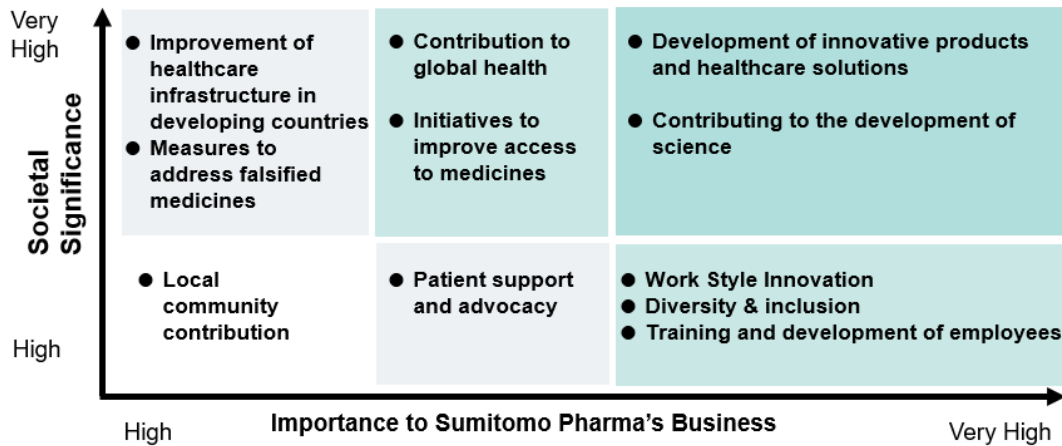 Very
High
Societal
Significance
High
● Improvement of
healthcare
infrastructure in
developing countries
● Measures to
address falsified
medicines
● Contribution to
global health
● Initiatives to
improve access
to medicines
● Development of innovative products
and healthcare solutions
● Contributing to the development of
science
● Local
community
contribution
● Patient support
and advocacy
● Work Style Innovation
● Diversity & inclusion
● Training and development of employees
High
Importance to Sumitomo Pharma's Business
Very High